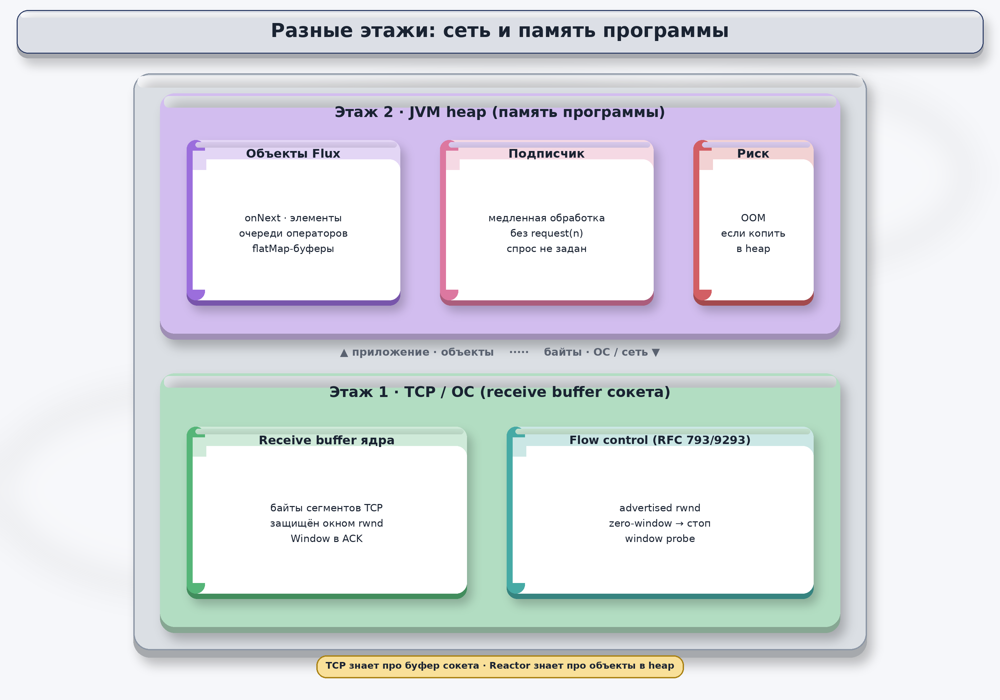 Разные этажи: сеть и память программы
Этаж 2 · JVM heap (память программы)
Объекты Flux
onNext · элементы
очереди операторов
flatMap-буферы
Подписчик
медленная обработка
без request(n)
спрос не задан
Риск
OOM
если копить
в heap
▲ приложение · объекты ····· байты · ОС / сеть ▼
Этаж 1 · TCP / ОС (receive buffer сокета)
Receive buffer ядра
байты сегментов TCP
защищён окном rwnd
Window в ACK
Flow control (RFC 793/9293)
advertised rwnd
zero-window → стоп
window probe
TCP знает про буфер сокета · Reactor знает про объекты в heap